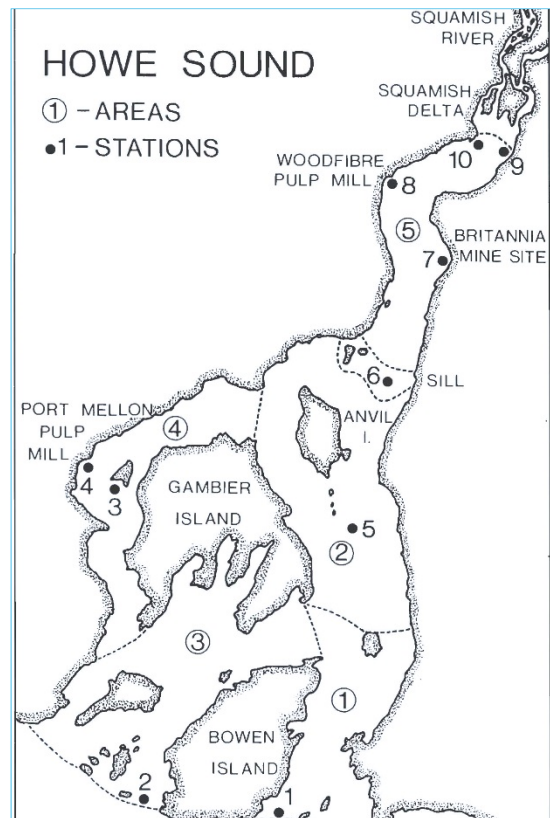 SQUAMISH
RIVER
HOWE SOUND
① – AREAS
•1 – STATIONS
SQUAMISH
DELTA
10
9
WOODFIBRE
PULP MILL
8
⑤
BRITANNIA
MINE SITE
7
6
SILL
ANVIL
I.
PORT MELLON
PULP
MILL
④
4
3
GAMBIER
ISLAND
5
②
③
①
BOWEN
ISLAND
2
1